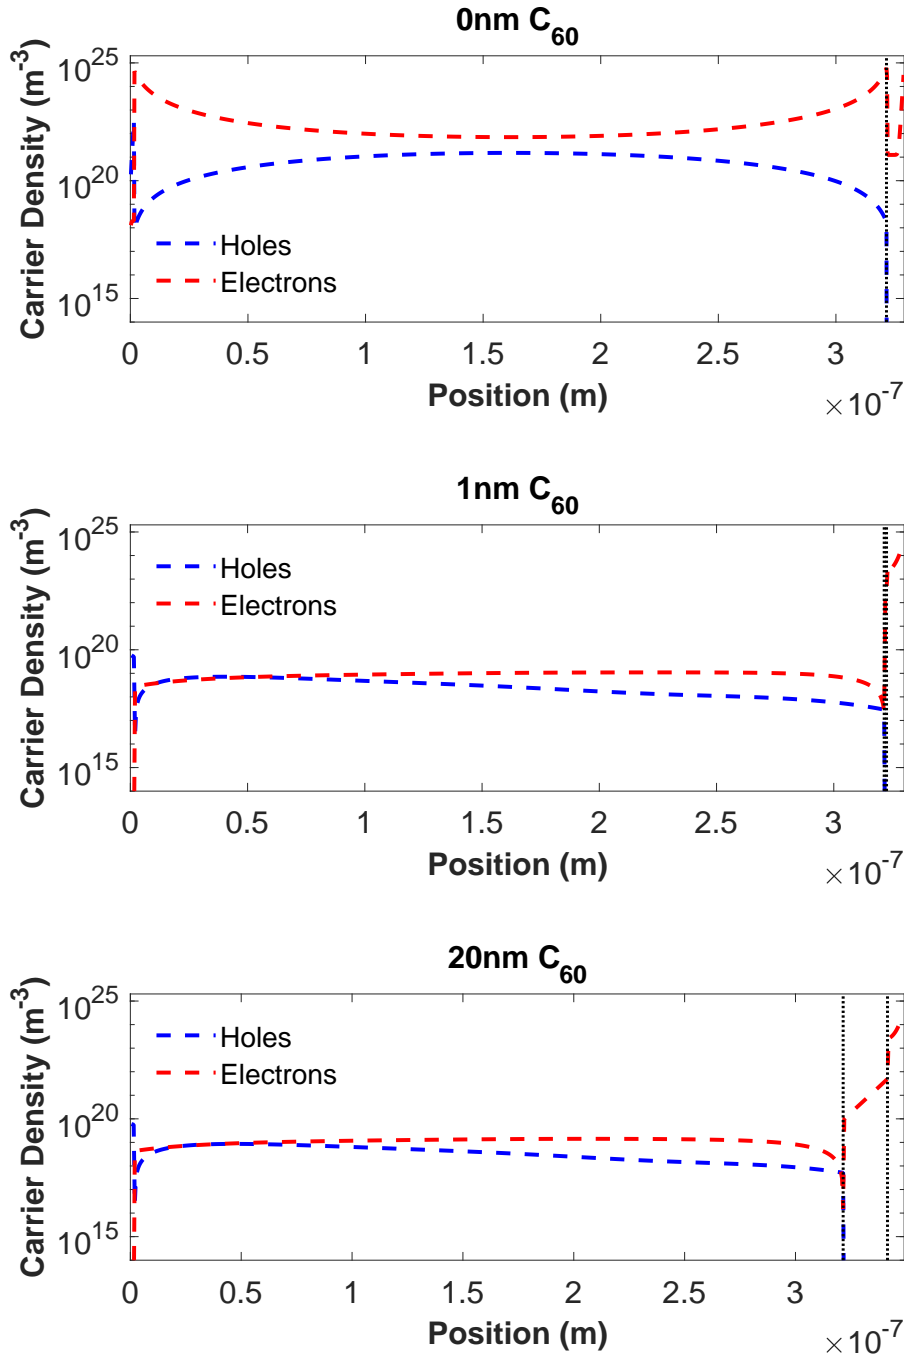 0nm C60
Carrier Density (m-3)
10^25
10^20
10^15
Holes
Electrons
0
0.5
1
1.5
2
2.5
3
Position (m)
×10^-7
1nm C60
Carrier Density (m-3)
10^25
10^20
10^15
Holes
Electrons
0
0.5
1
1.5
2
2.5
3
Position (m)
×10^-7
20nm C60
Carrier Density (m-3)
10^25
10^20
10^15
Holes
Electrons
0
0.5
1
1.5
2
2.5
3
Position (m)
×10^-7